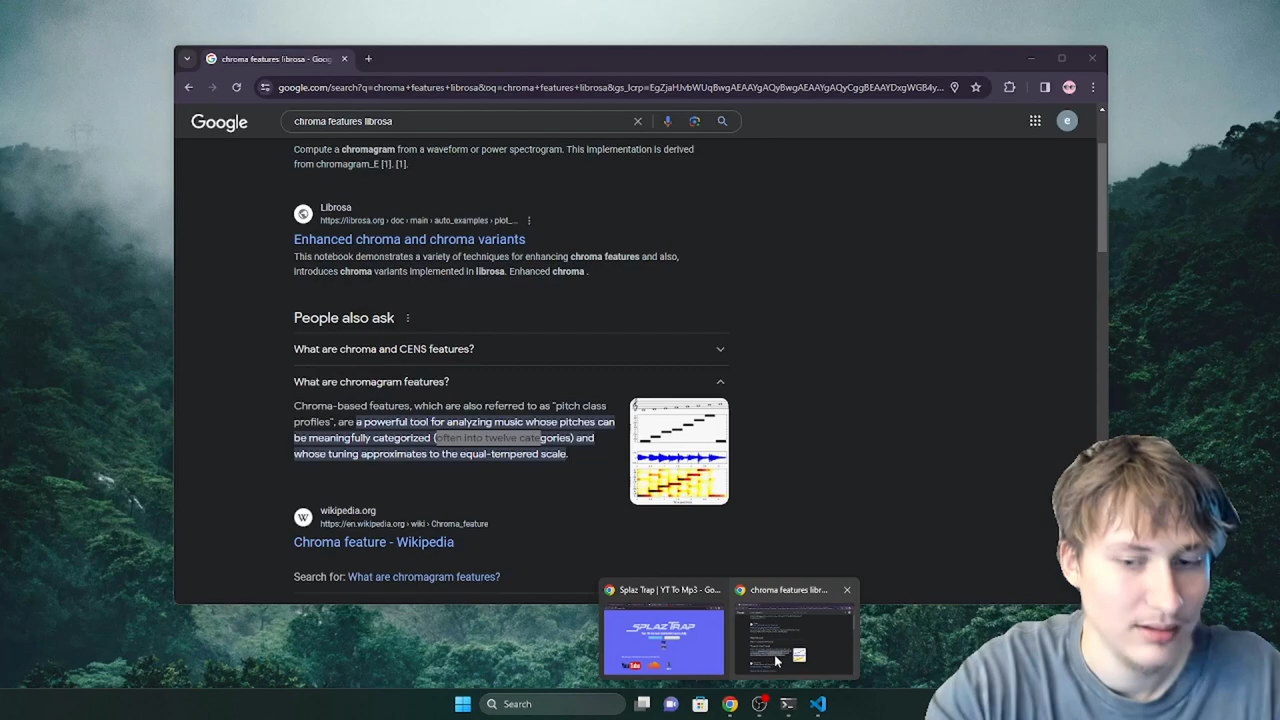 chroma features librosa - Goog
google.com/search?q=chroma+features+librosa&oq=chroma+features+librosa&gs_lcrp=EgZjaHJvbWUqBwgAEAAYgAQyBwgAEAAYgAQyCggBEAAYDxgWGB4y...
Google
chroma features librosa
e
Compute a chromagram from a waveform or power spectrogram. This implementation is derived
from chromagram_E [1]. [1].
Librosa
https://librosa.org › doc › main › auto_examples › plot_...
Enhanced chroma and chroma variants
This notebook demonstrates a variety of techniques for enhancing chroma features and also,
introduces chroma variants implemented in librosa. Enhanced chroma .
People also ask
What are chroma and CENS features?
What are chromagram features?
Chroma-based features, which are also referred to as "pitch class
profiles", are a powerful tool for analyzing music whose pitches can
be meaningfully categorized (often into twelve categories) and
whose tuning approximates to the equal-tempered scale.
W
wikipedia.org
https://en.wikipedia.org › wiki › Chroma_feature
Chroma feature - Wikipedia
Search for: What are chromagram features?
Splaz Trap | YT To Mp3 - Go...
chroma features libr...
SPLAZ TRAP
YouTube
Search